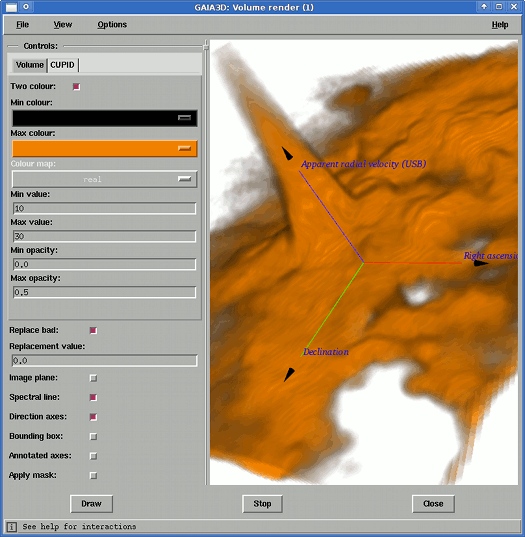 GAIA3D: Volume render (1)
File View Options Help
Controls:
Volume CUPID
Two colour:
Min colour:
Max colour:
Colour map:
real
Min value:
10
Max value:
30
Min opacity:
0.0
Max opacity:
0.5
Replace bad:
Replacement value:
0.0
Image plane:
Spectral line:
Direction axes:
Bounding box:
Annotated axes:
Apply mask:
Apparent radial velocity (USB)
Right ascensio
Declination
Draw Stop Close
i See help for interactions